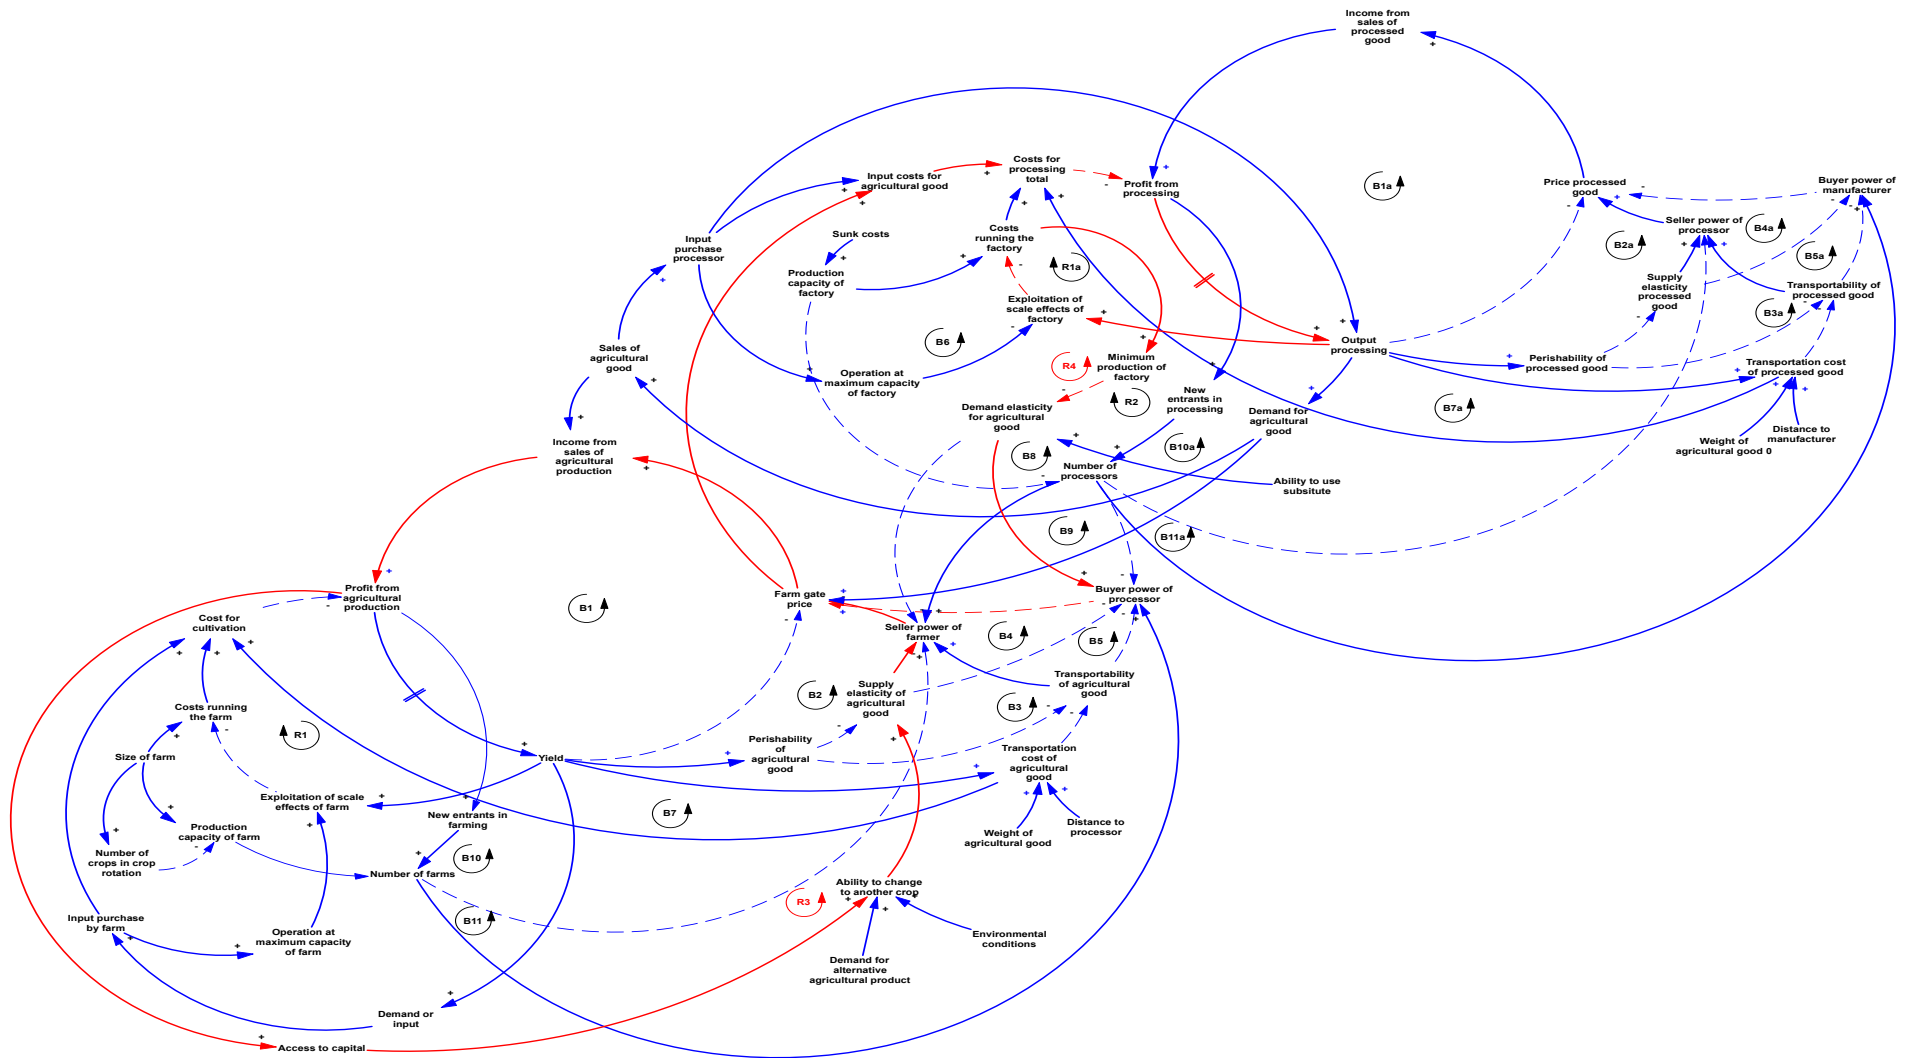 Income from
sales of
processed
good
Costs for
processing
total
Input costs for
agricultural good
Profit from
processing
B1a
Price processed
good
Buyer power of
manufacturer
Seller power of
processor
B4a
B2a
B5a
Sunk costs
Input
purchase
processor
Costs
running the
factory
R1a
Production
capacity of
factory
Supply
elasticity
processed
good
Transportability of
processed good
B3a
Exploitation of
scale effects of
factory
B6
Output
processing
Sales of
agricultural
good
R4
Minimum
production of
factory
Perishability of
processed good
Transportation cost
of processed good
Operation at
maximum capacity
of factory
R2
New
entrants in
processing
B7a
Demand elasticity
for agricultural
good
Demand for
agricultural
good
Distance to
manufacturer
Weight of
agricultural good 0
B10a
B8
Income from
sales of
agricultural
production
Number of
processors
Ability to use
subsitute
B9
B11a
Profit from
agricultural
production
Farm gate
price
Buyer power of
processor
B1
Cost for
cultivation
Seller power of
farmer
B4
B5
Transportability
of agricultural
good
Supply
elasticity of
agricultural
good
B2
B3
Costs running
the farm
R1
Size of farm
Yield
Perishability
of
agricultural
good
Transportation
cost of
agricultural
good
Exploitation of scale
effects of farm
B7
New entrants in
farming
Distance to
processor
Weight of
agricultural good
Production
capacity of farm
Number of
crops in crop
rotation
B10
Number of farms
Ability to change
to another crop
R3
B11
Input purchase
by farm
Operation at
maximum capacity
of farm
Environmental
conditions
Demand for
alternative
agricultural product
Demand or
input
Access to capital